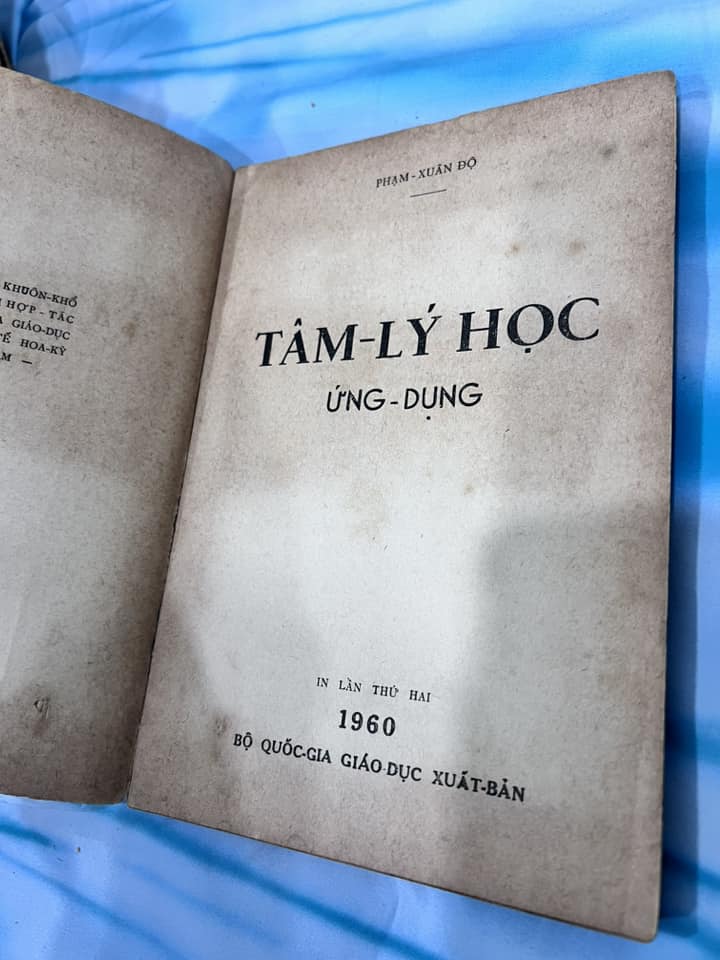 KHUÔN-KHỔ
HỢP-TÁC
GIÁO-DỤC
TẾ HOA-KỲ
PHẠM-XUÂN ĐỘ
TÂM-LÝ HỌC
ỨNG-DỤNG
IN LẦN THỨ HAI
1960
BỘ QUỐC-GIA GIÁO-DỤC XUẤT-BẢN